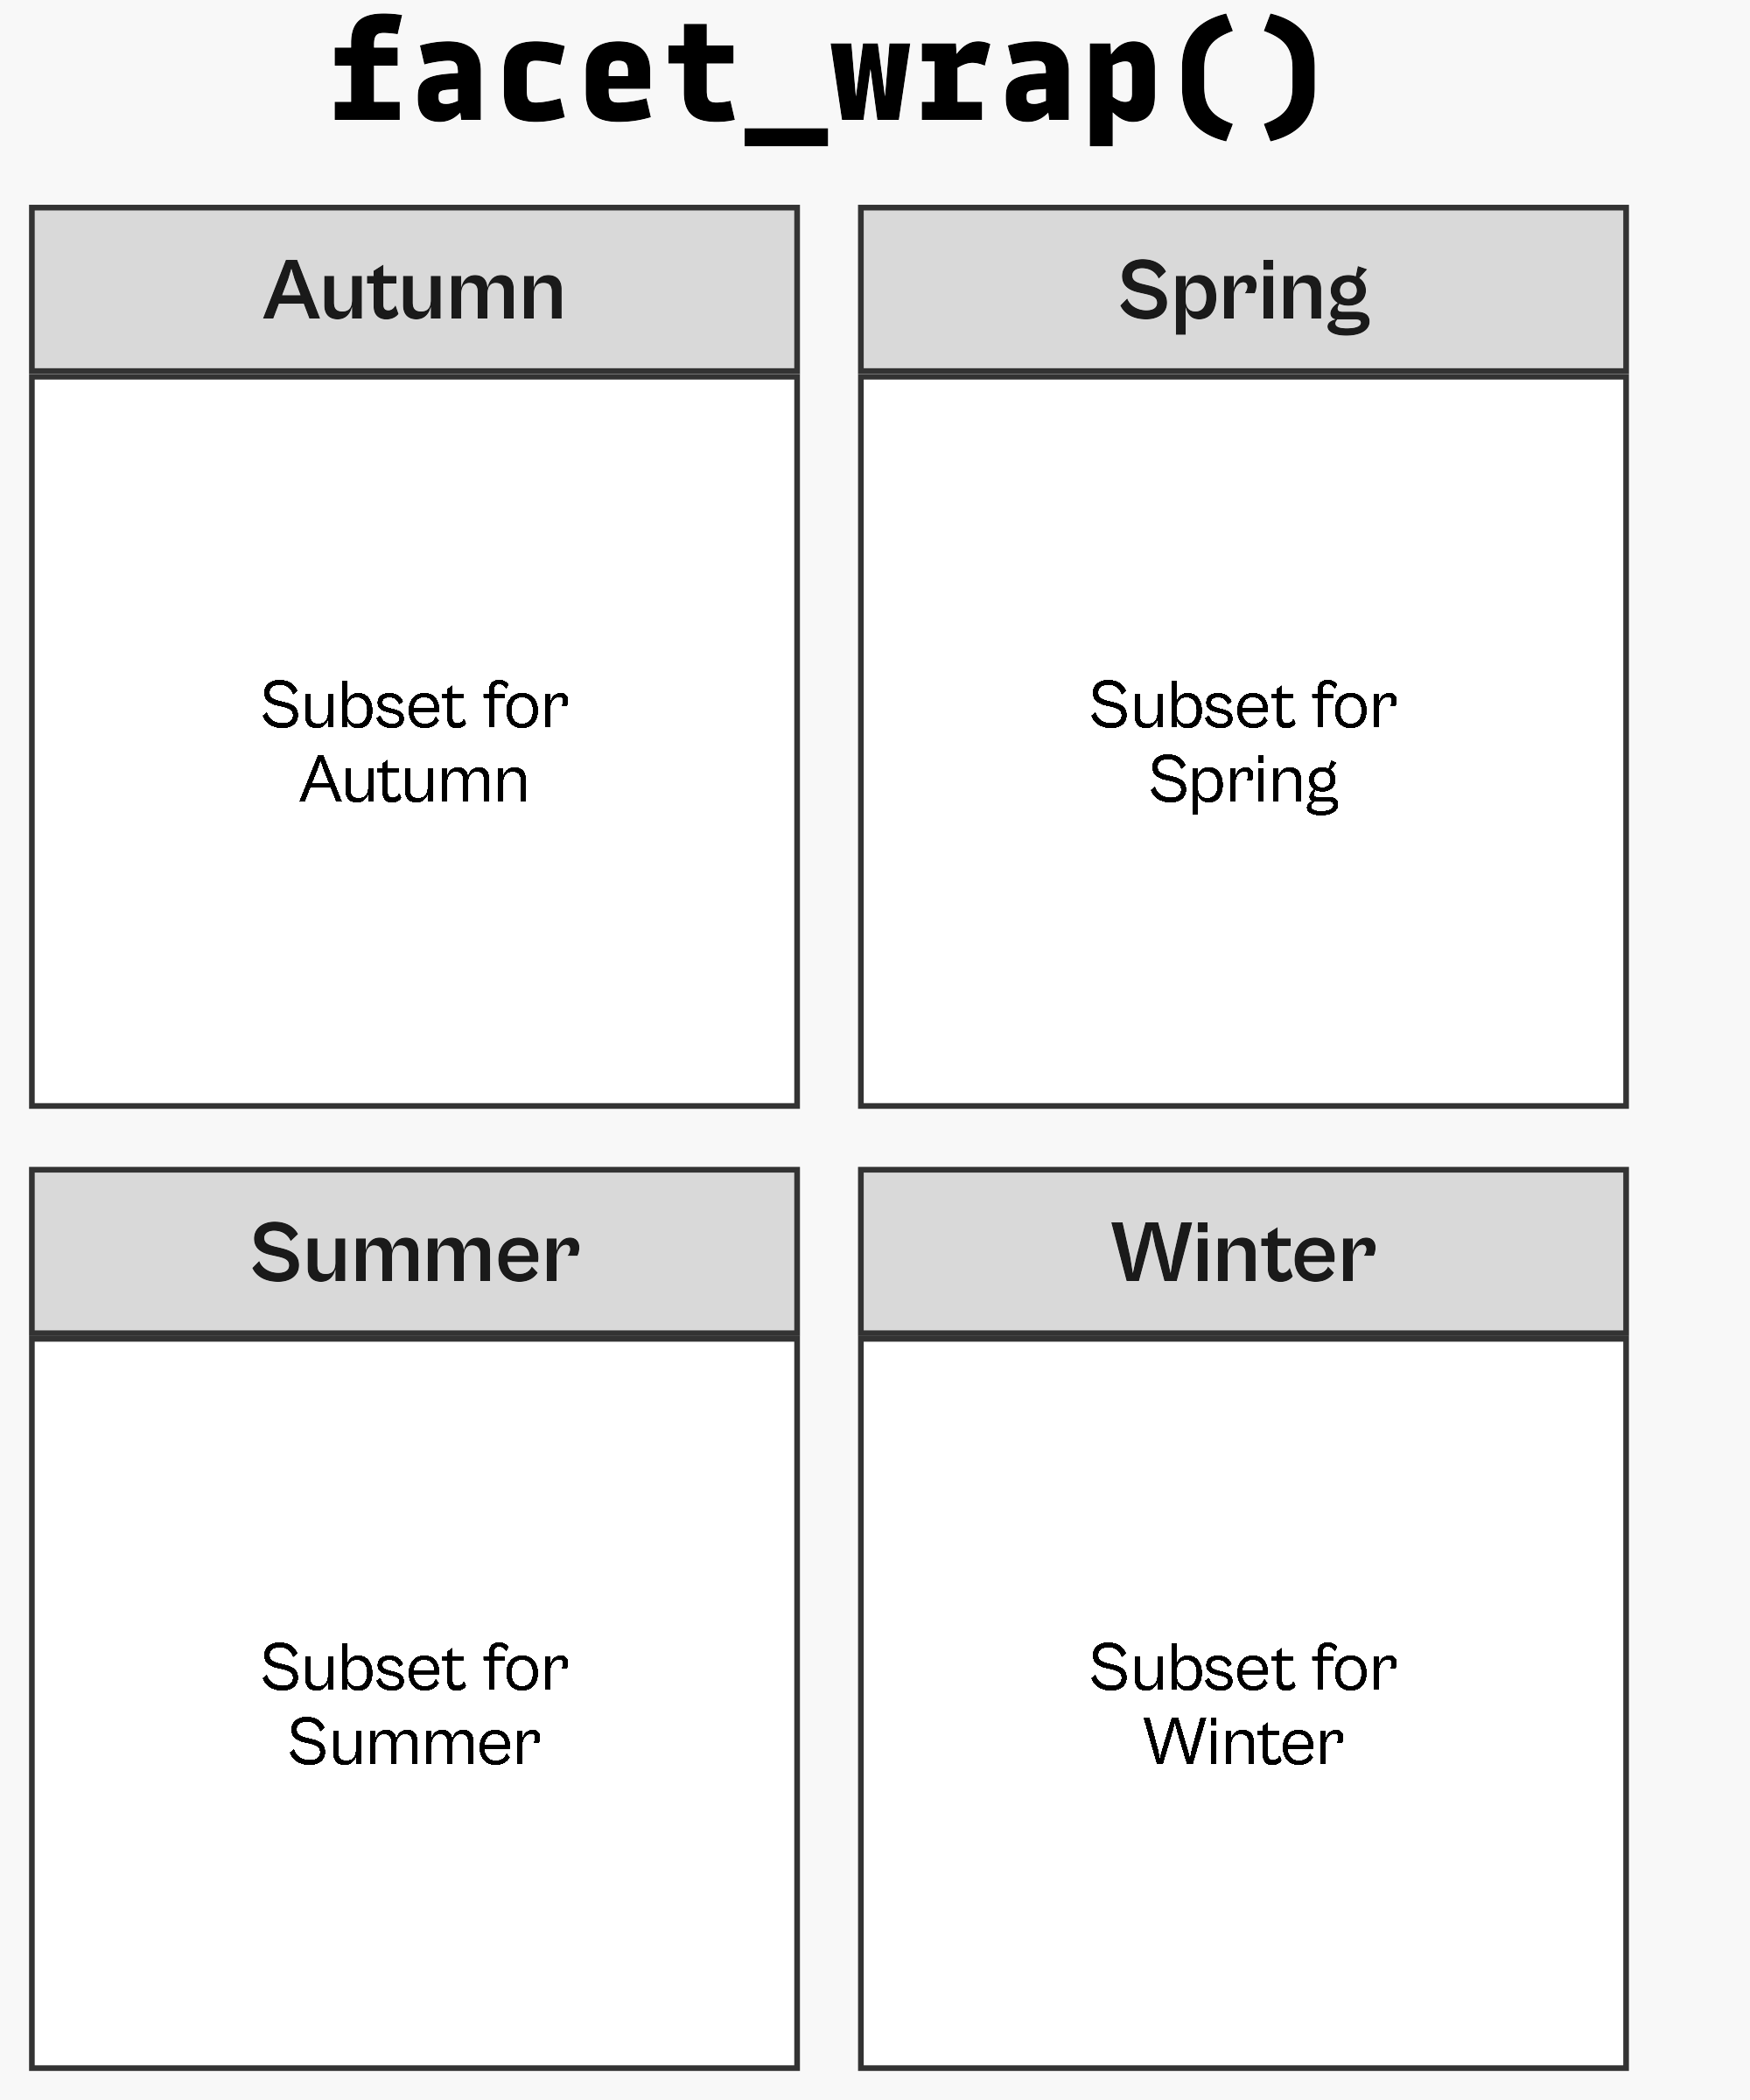 facet_wrap()
Autumn
Spring
Subset for
Autumn
Subset for
Spring
Summer
Winter
Subset for
Summer
Subset for
Winter